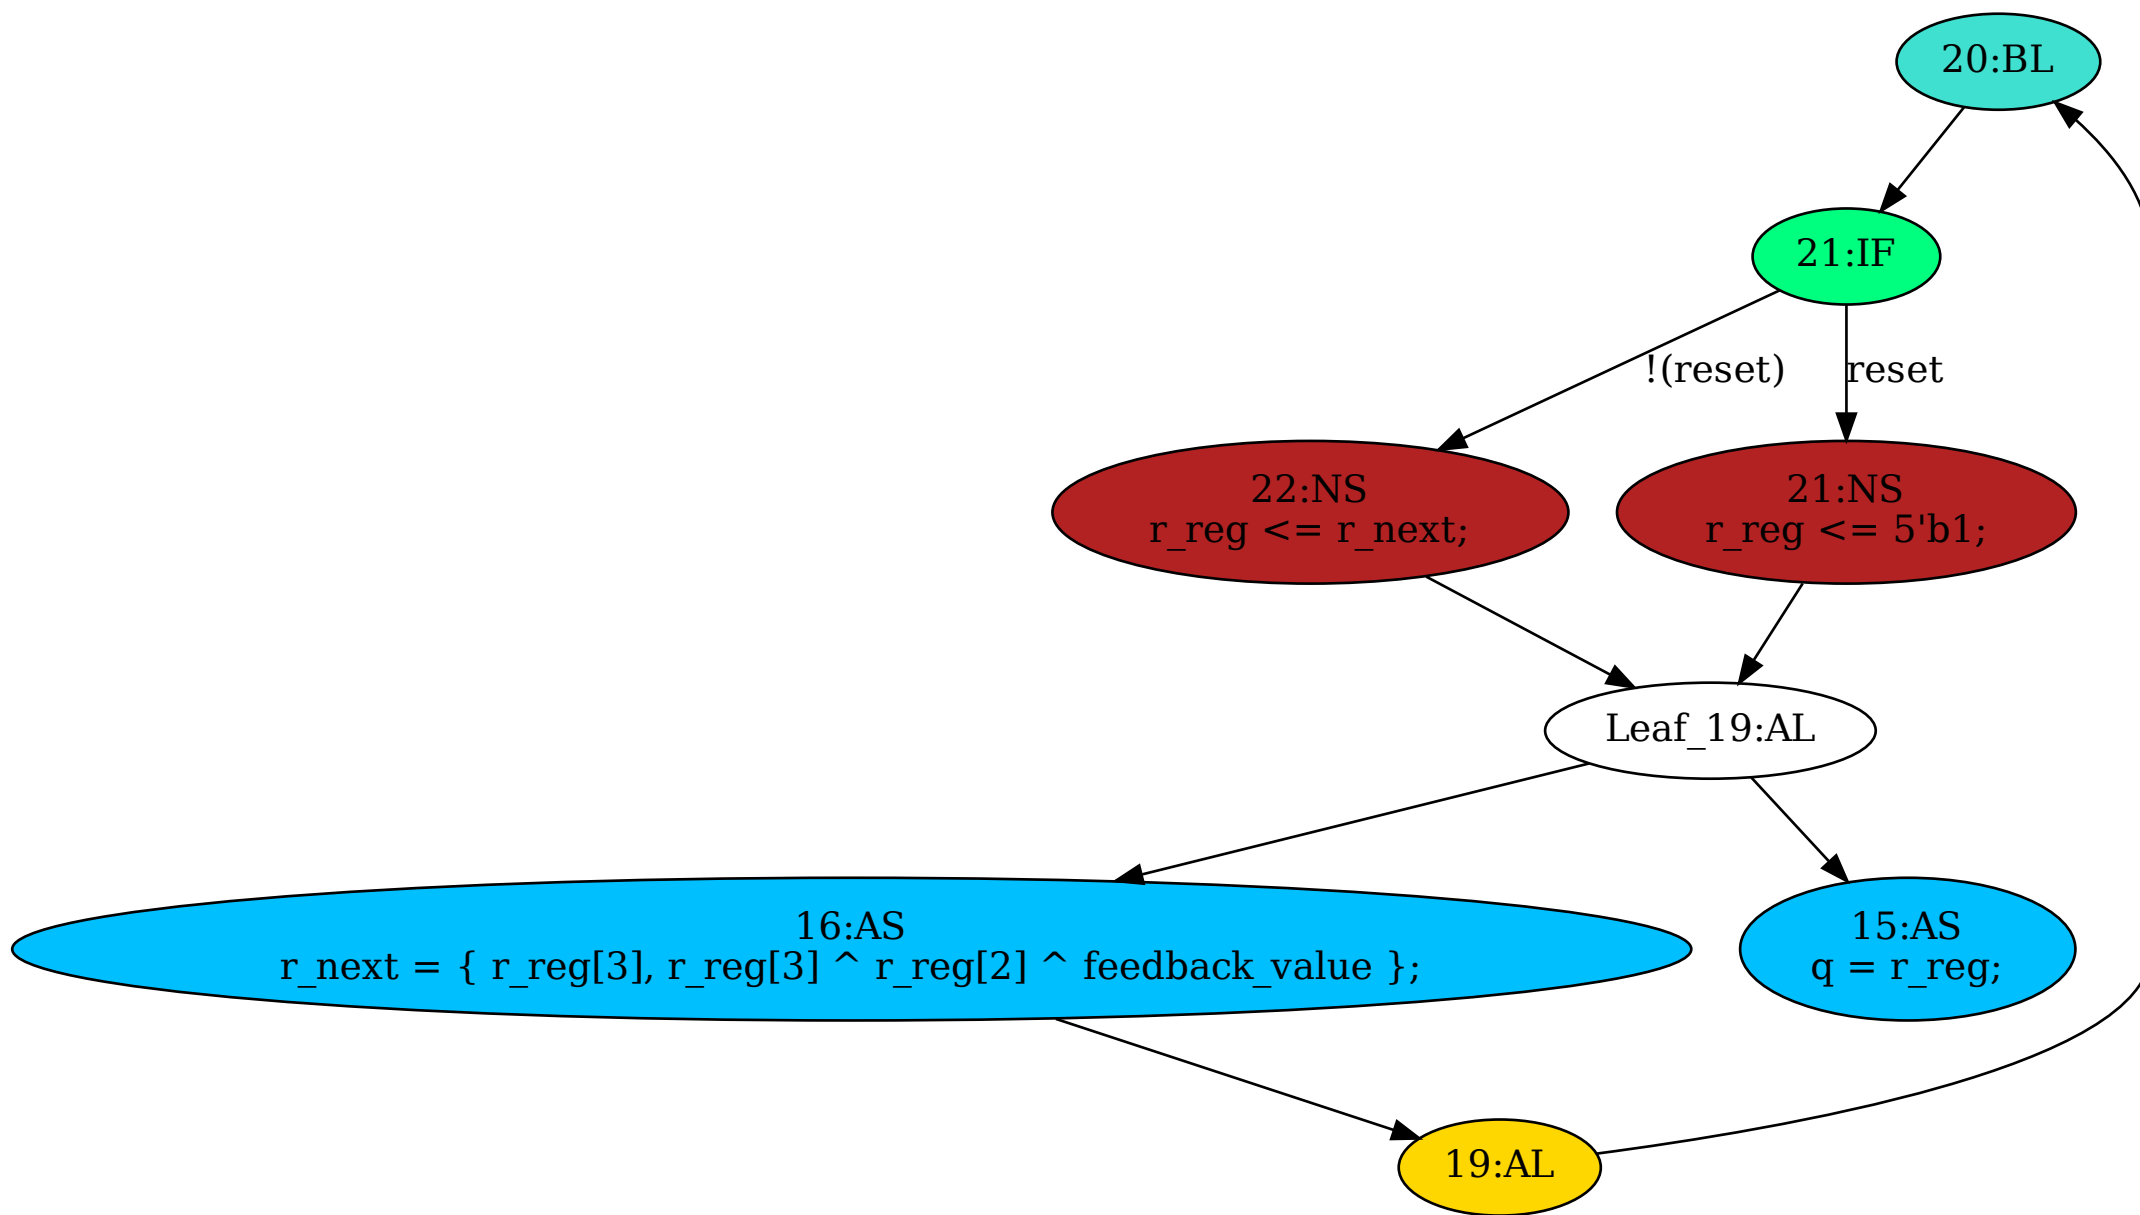 20:BL
21:IF
!(reset)
reset
22:NS
r_reg <= r_next;
21:NS
r_reg <= 5'b1;
Leaf_19:AL
16:AS
r_next = { r_reg[3], r_reg[3] ^ r_reg[2] ^ feedback_value };
15:AS
q = r_reg;
19:AL